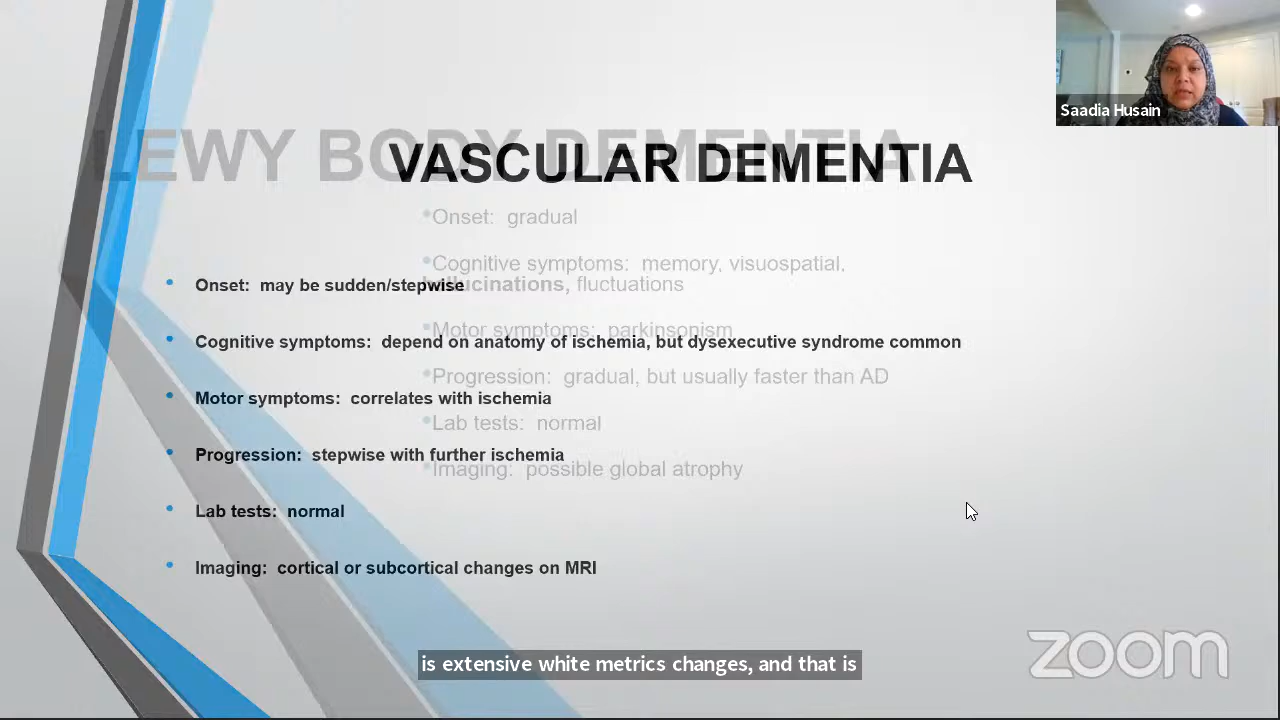 Saadia Husain
LEWY BODY DEMENTIA
VASCULAR DEMENTIA
•Onset: gradual
•Cognitive symptoms: memory, visuospatial,
hallucinations, fluctuations
• Onset: may be sudden/stepwise
•Motor symptoms: parkinsonism
• Cognitive symptoms: depend on anatomy of ischemia, but dysexecutive syndrome common
•Progression: gradual, but usually faster than AD
• Motor symptoms: correlates with ischemia
•Lab tests: normal
• Progression: stepwise with further ischemia
•Imaging: possible global atrophy
• Lab tests: normal
• Imaging: cortical or subcortical changes on MRI
is extensive white metrics changes, and that is
zoom